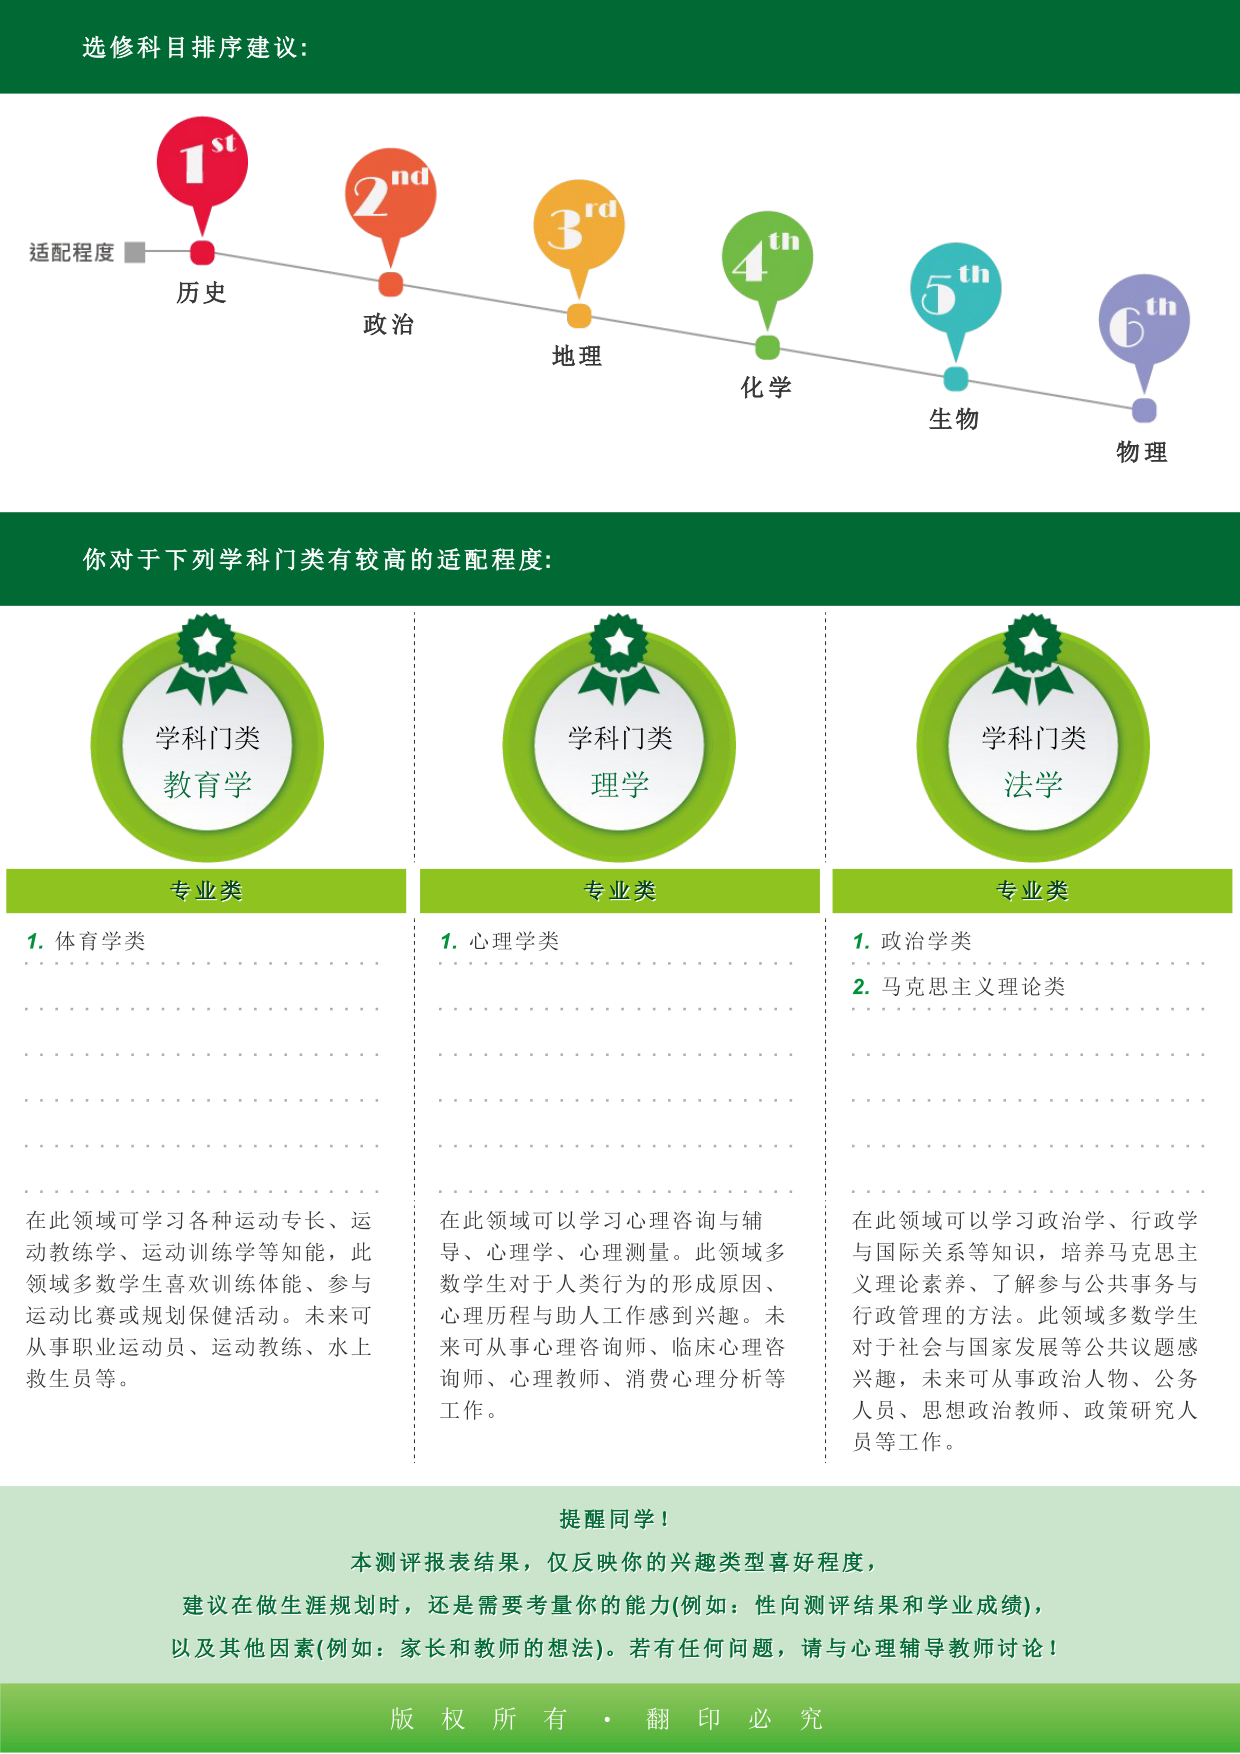 选修科目排序建议:
1st
2nd
3rd
4th
5th
6th
适配程度
历史
政治
地理
化学
生物
物理
你对于下列学科门类有较高的适配程度:
学科门类
教育学
学科门类
理学
学科门类
法学
专业类
专业类
专业类
1. 体育学类
在此领域可学习各种运动专长、运
动教练学、运动训练学等知能，此
领域多数学生喜欢训练体能、参与
运动比赛或规划保健活动。未来可
从事职业运动员、运动教练、水上
救生员等。
1. 心理学类
在此领域可以学习心理咨询与辅
导、心理学、心理测量。此领域多
数学生对于人类行为的形成原因、
心理历程与助人工作感到兴趣。未
来可从事心理咨询师、临床心理咨
询师、心理教师、消费心理分析等
工作。
1. 政治学类
2. 马克思主义理论类
在此领域可以学习政治学、行政学
与国际关系等知识，培养马克思主
义理论素养、了解参与公共事务与
行政管理的方法。此领域多数学生
对于社会与国家发展等公共议题感
兴趣，未来可从事政治人物、公务
人员、思想政治教师、政策研究人
员等工作。
提醒同学！
本测评报表结果，仅反映你的兴趣类型喜好程度，
建议在做生涯规划时，还是需要考量你的能力(例如：性向测评结果和学业成绩)，
以及其他因素(例如：家长和教师的想法)。若有任何问题，请与心理辅导教师讨论！
版权所有·翻印必究